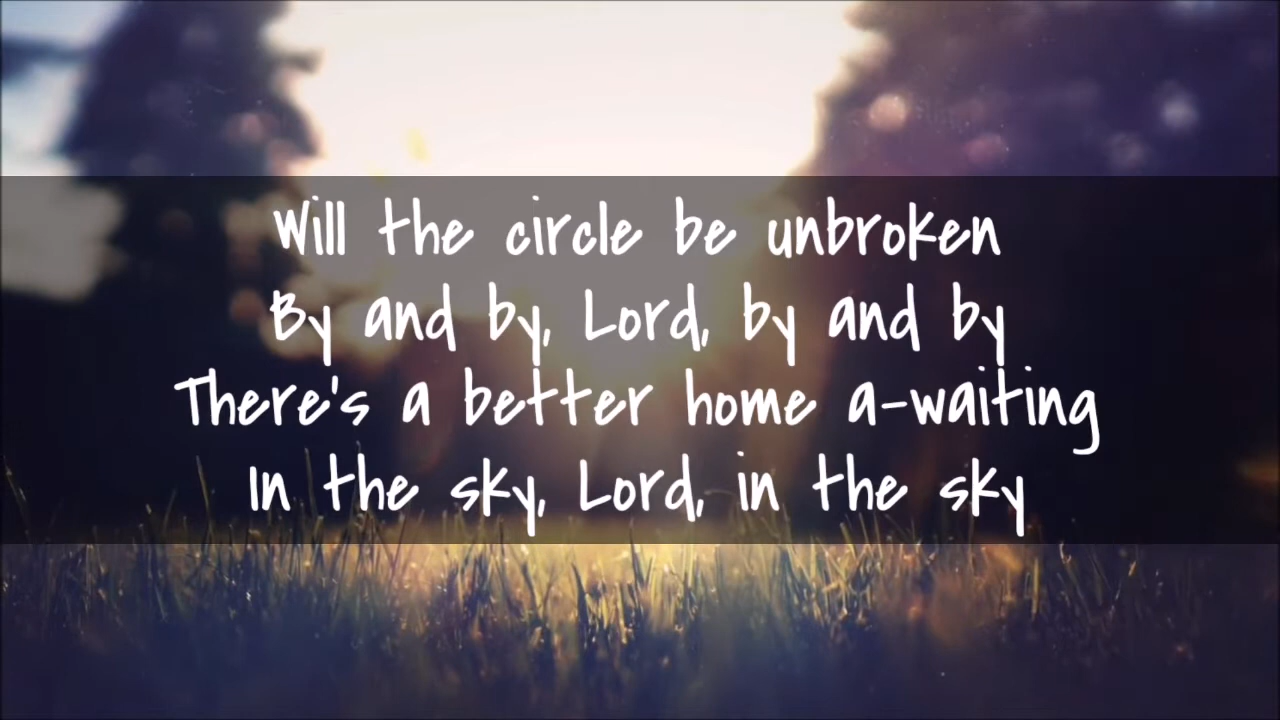 Will the circle be unbroken
By and by, Lord, by and by
There's a better home a-waiting
In the sky, Lord, in the sky